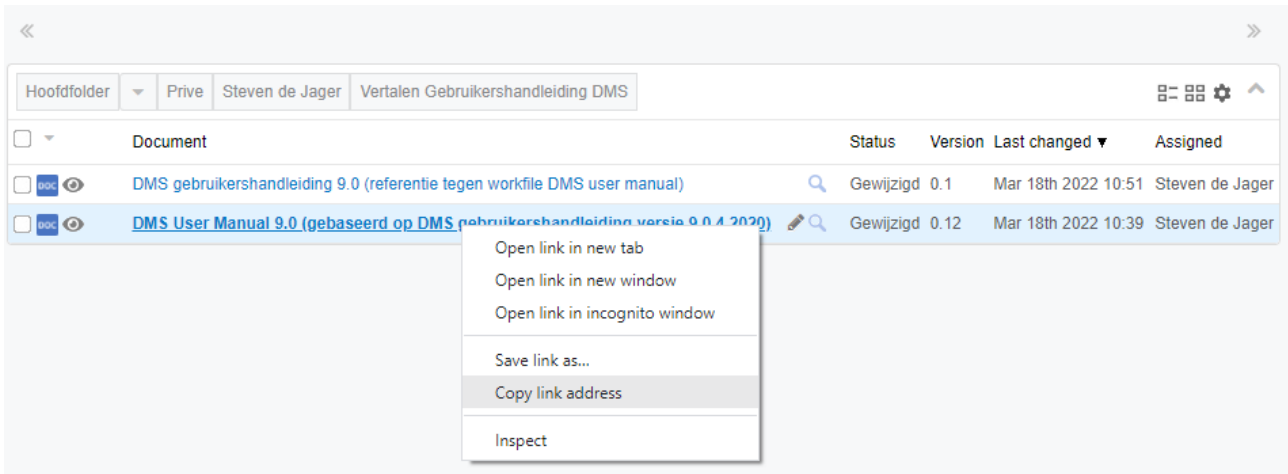 Hoofdfolder Prive Steven de Jager Vertalen Gebruikershandleiding DMS
Document Status Version Last changed ▼ Assigned
DOC DMS gebruikershandleiding 9.0 (referentie tegen workfile DMS user manual) Gewijzigd 0.1 Mar 18th 2022 10:51 Steven de Jager
DOC DMS User Manual 9.0 (gebaseerd op DMS gebruikershandleiding versie 9.0.4 2020) Gewijzigd 0.12 Mar 18th 2022 10:39 Steven de Jager
Open link in new tab
Open link in new window
Open link in incognito window
Save link as...
Copy link address
Inspect